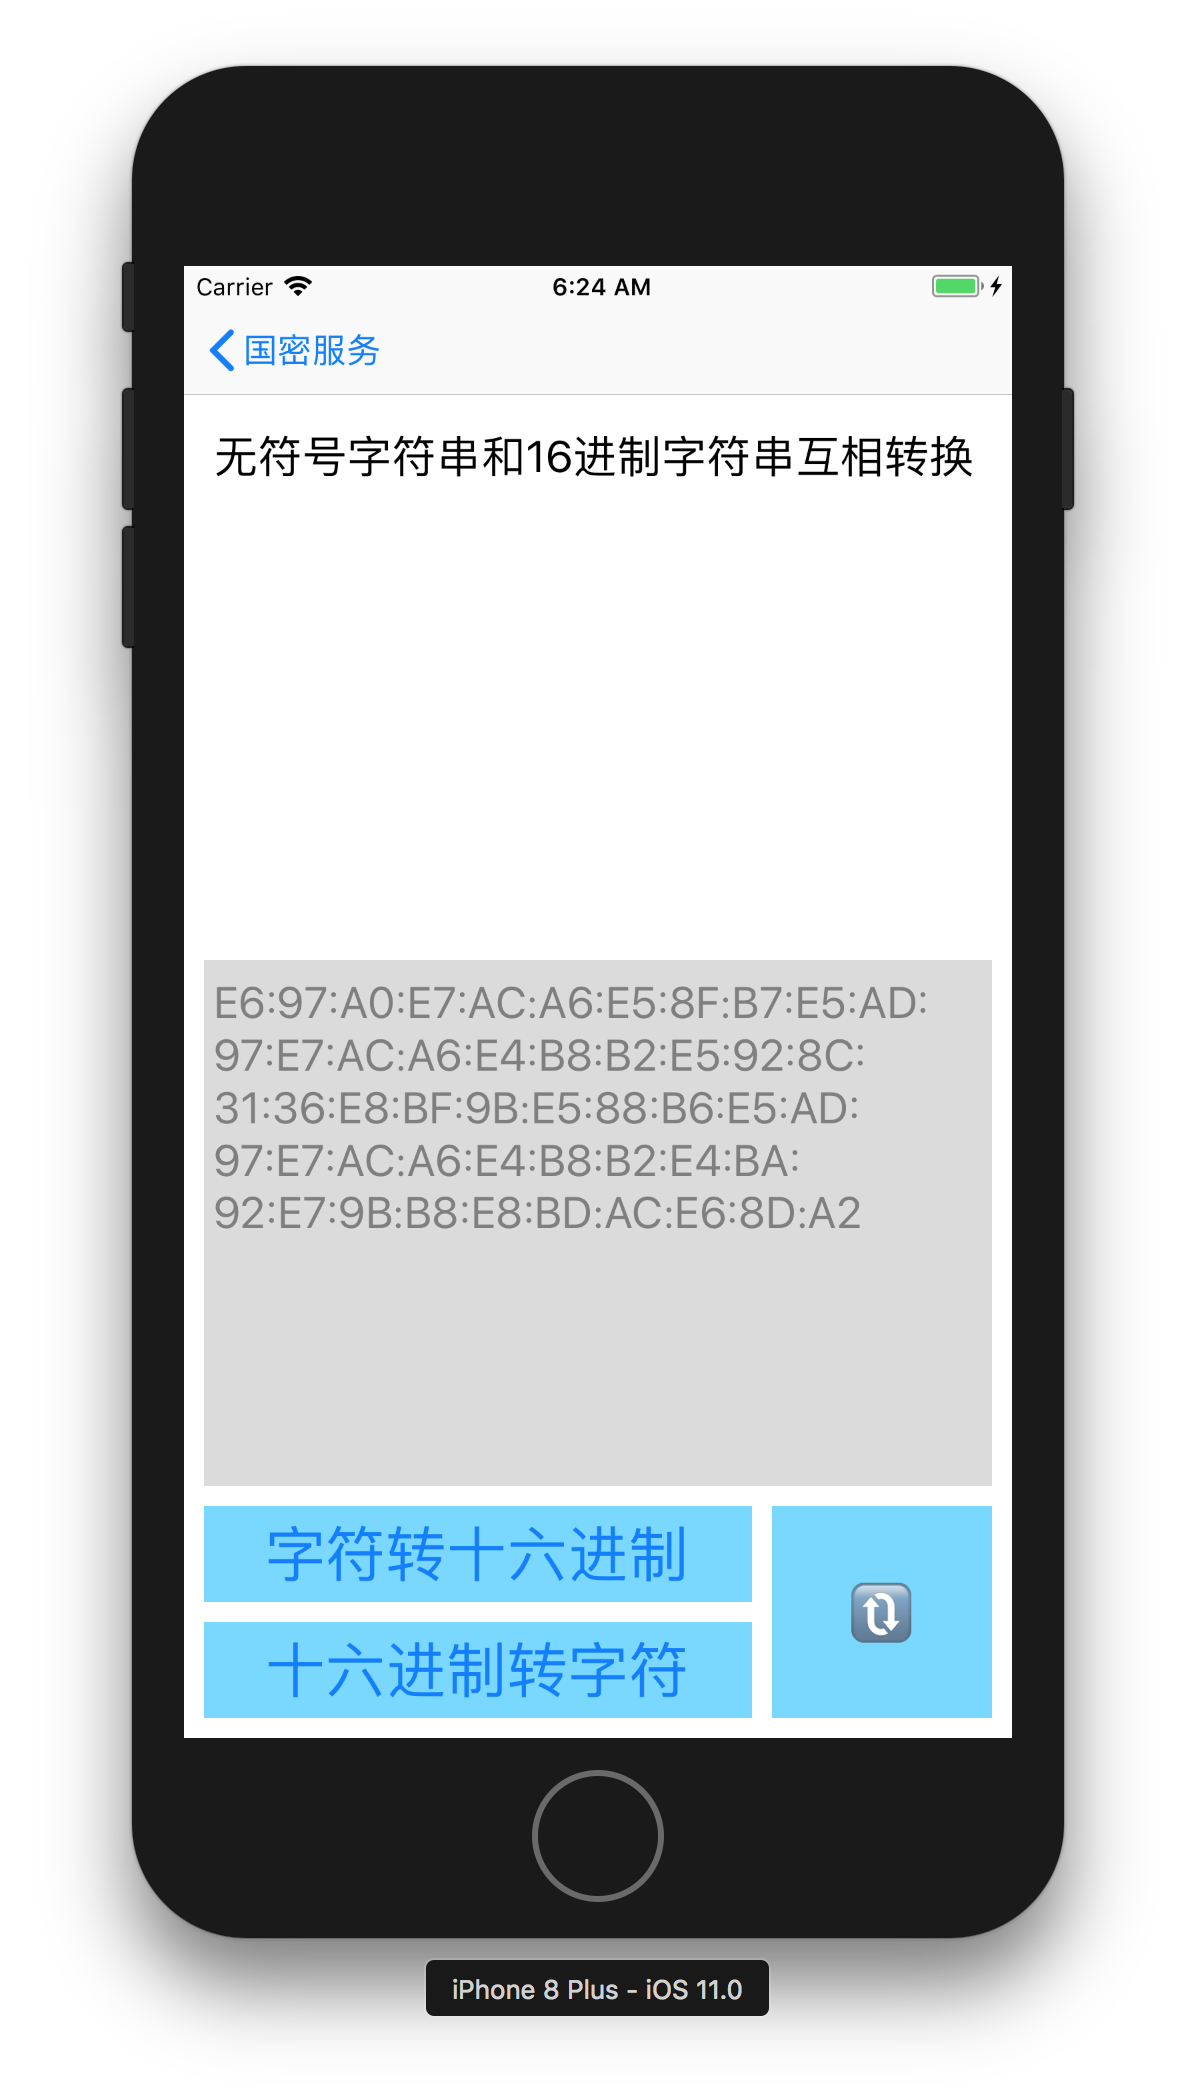 Carrier 6:24 AM
国密服务
无符号字符串和16进制字符串互相转换
E6:97:A0:E7:AC:A6:E5:8F:B7:E5:AD:
97:E7:AC:A6:E4:B8:B2:E5:92:8C:
31:36:E8:BF:9B:E5:88:B6:E5:AD:
97:E7:AC:A6:E4:B8:B2:E4:BA:
92:E7:9B:B8:E8:BD:AC:E6:8D:A2
字符转十六进制
十六进制转字符
iPhone 8 Plus - iOS 11.0